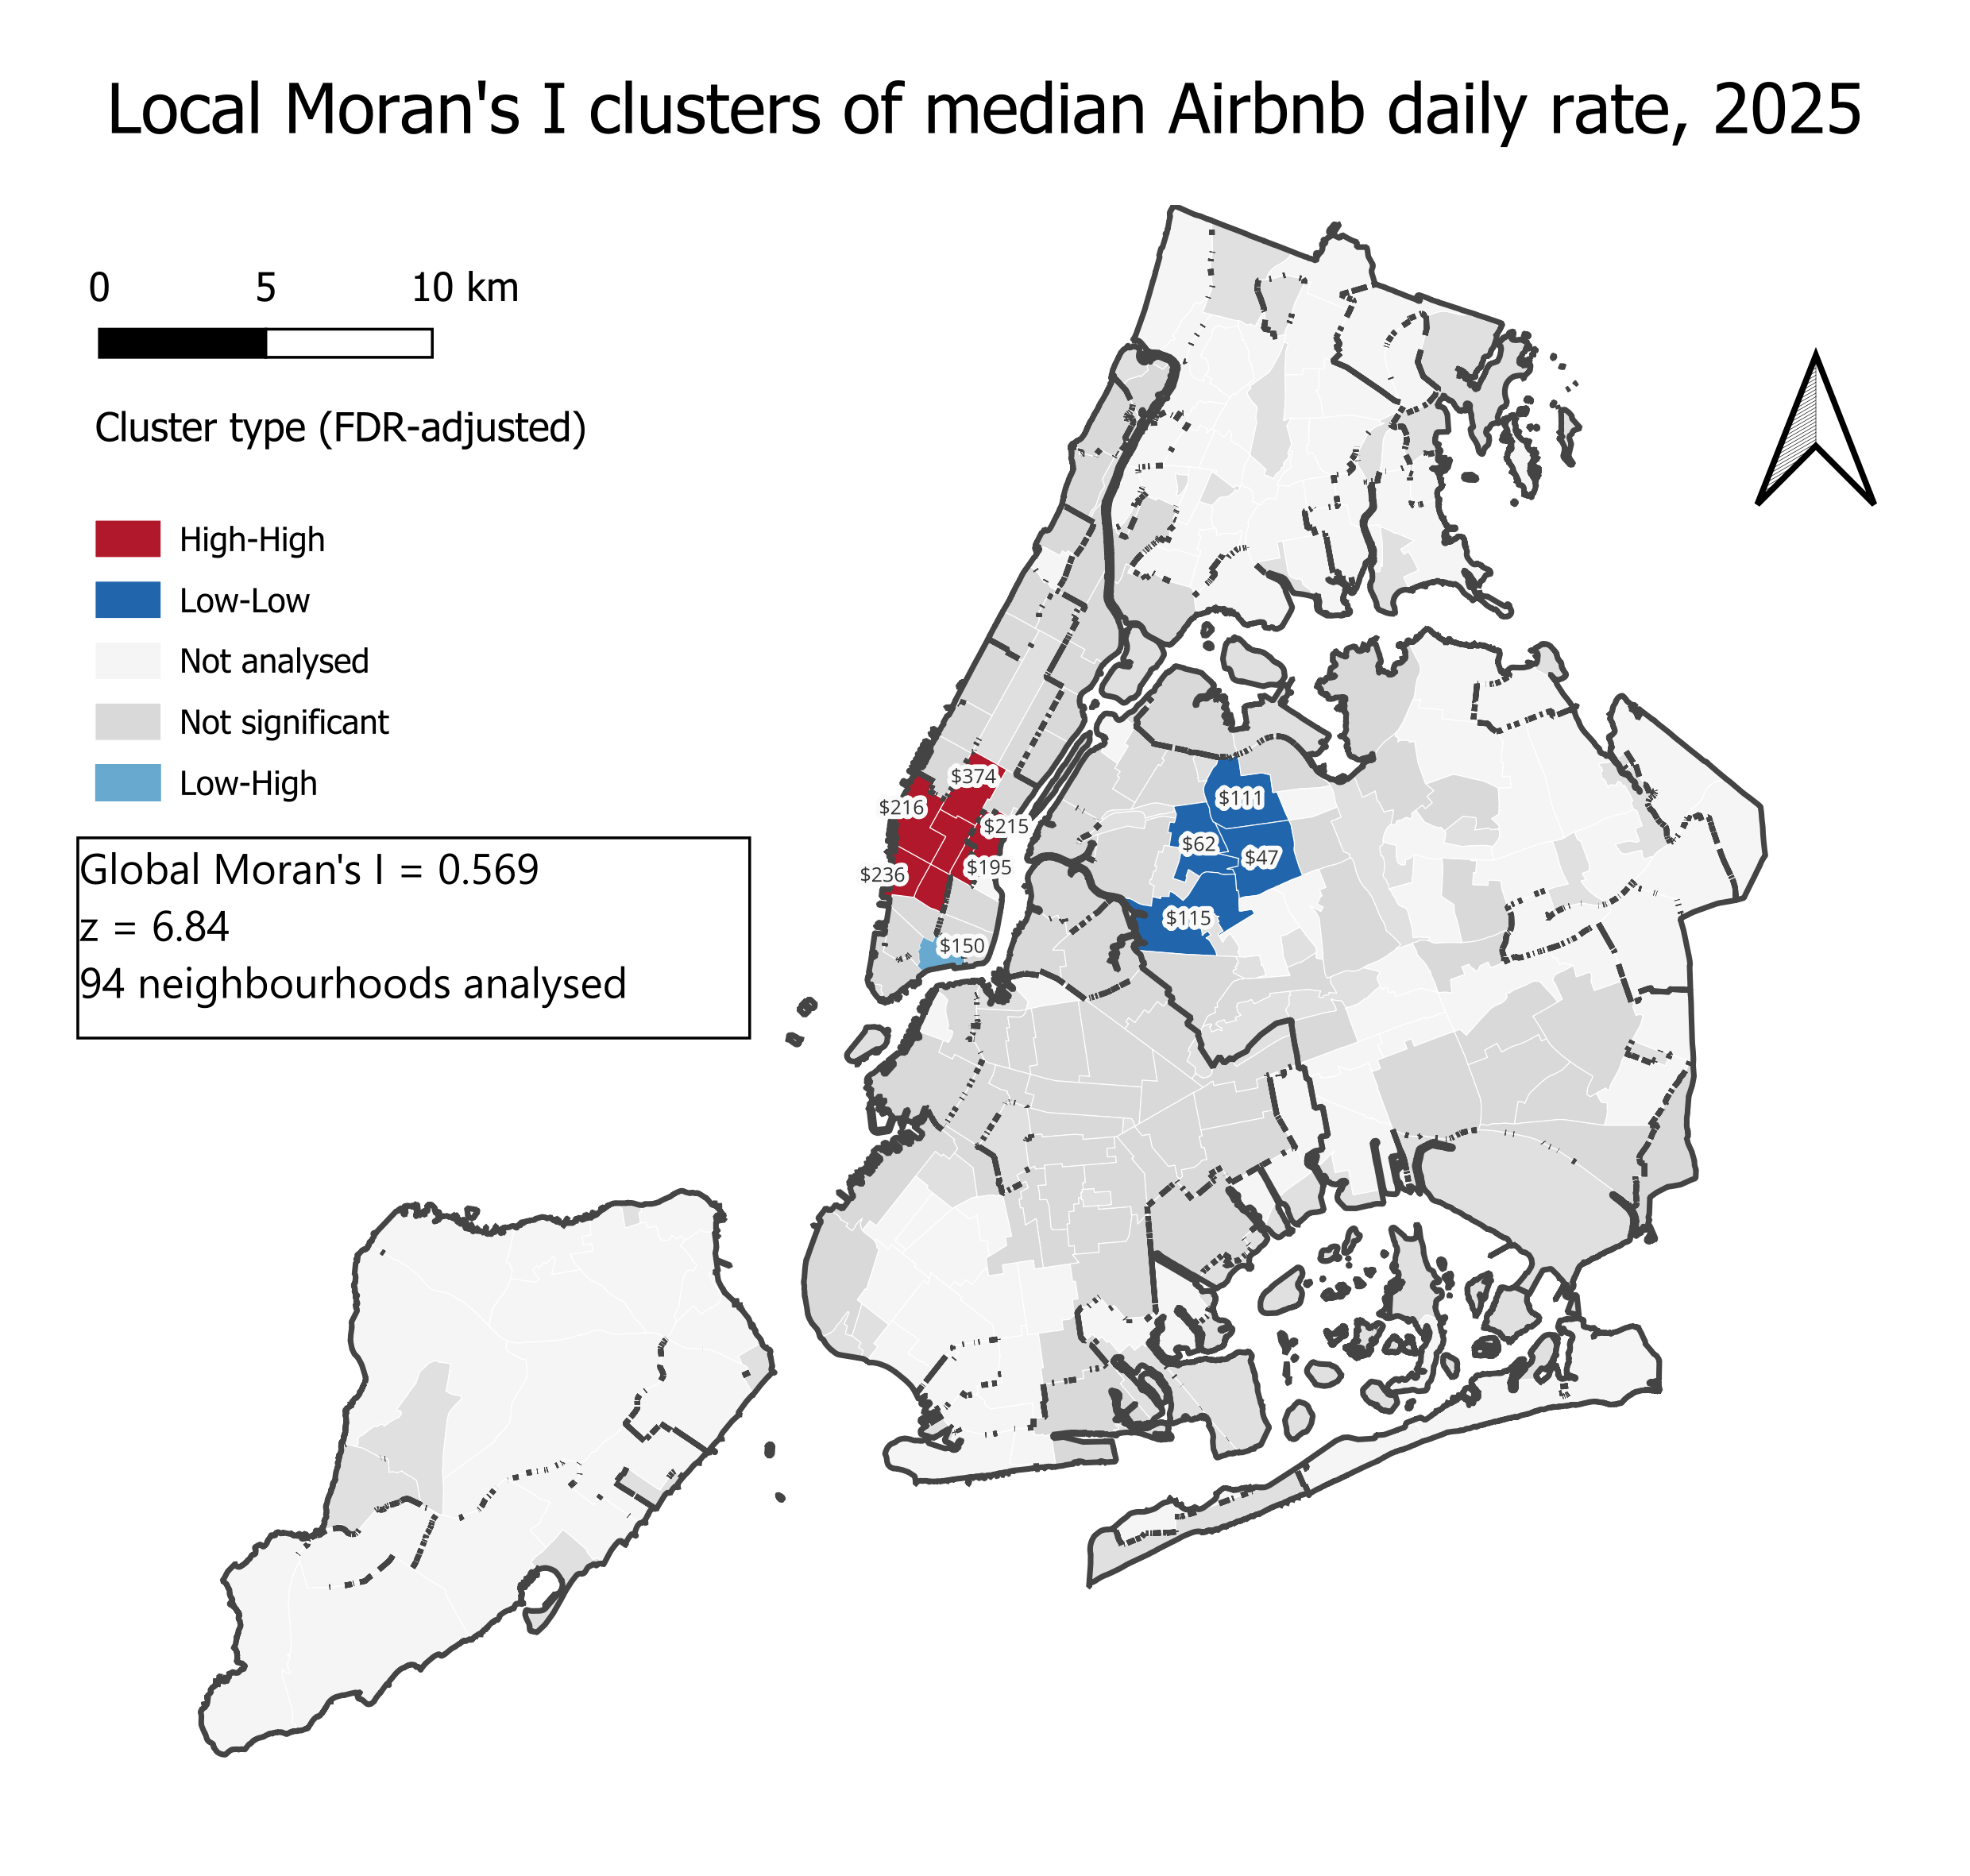 Local Moran's I clusters of median Airbnb daily rate, 2025
0 5 10 km
Cluster type (FDR-adjusted)
High-High
Low-Low
Not analysed
Not significant
Low-High
Global Moran's I = 0.569
z = 6.84
94 neighbourhoods analysed
$374
$216
$215
$195
$236
$150
$111
$62
$47
$115